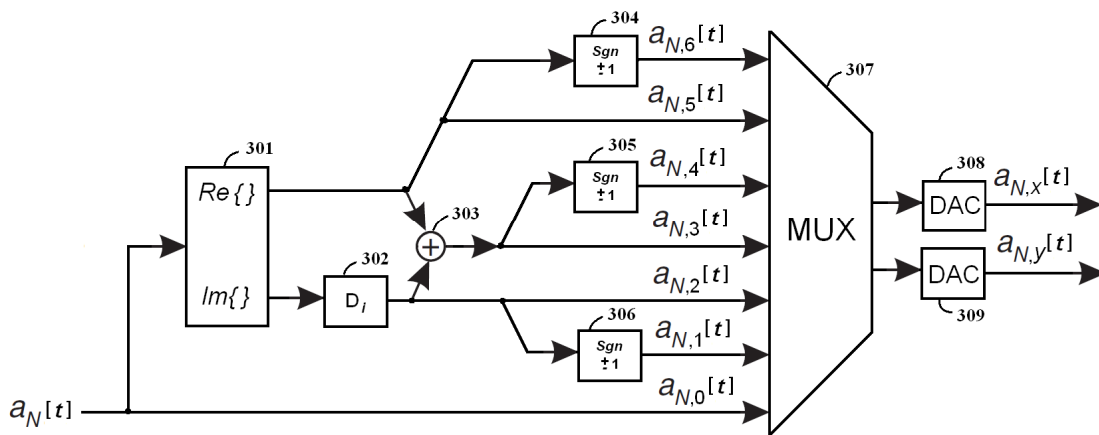 304
Sgn
±1
a_{N,6}[t]
307
a_{N,5}[t]
301
305
Sgn
±1
a_{N,4}[t]
308
DAC
a_{N,x}[t]
Re{}
303
+
a_{N,3}[t]
MUX
302
DAC
a_{N,y}[t]
309
Im{}
D_i
a_{N,2}[t]
306
Sgn
±1
a_{N,1}[t]
a_{N,0}[t]
a_N[t]